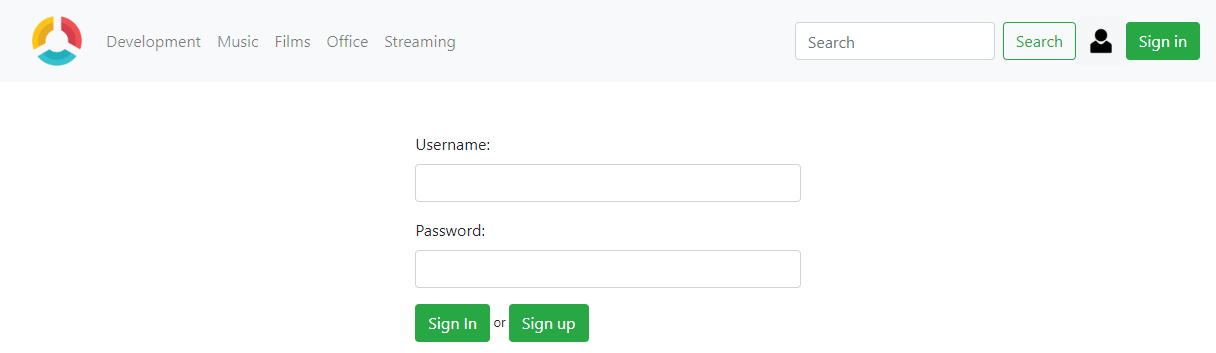 Development Music Films Office Streaming Search Search Sign in
Username:
Password:
Sign In or Sign up